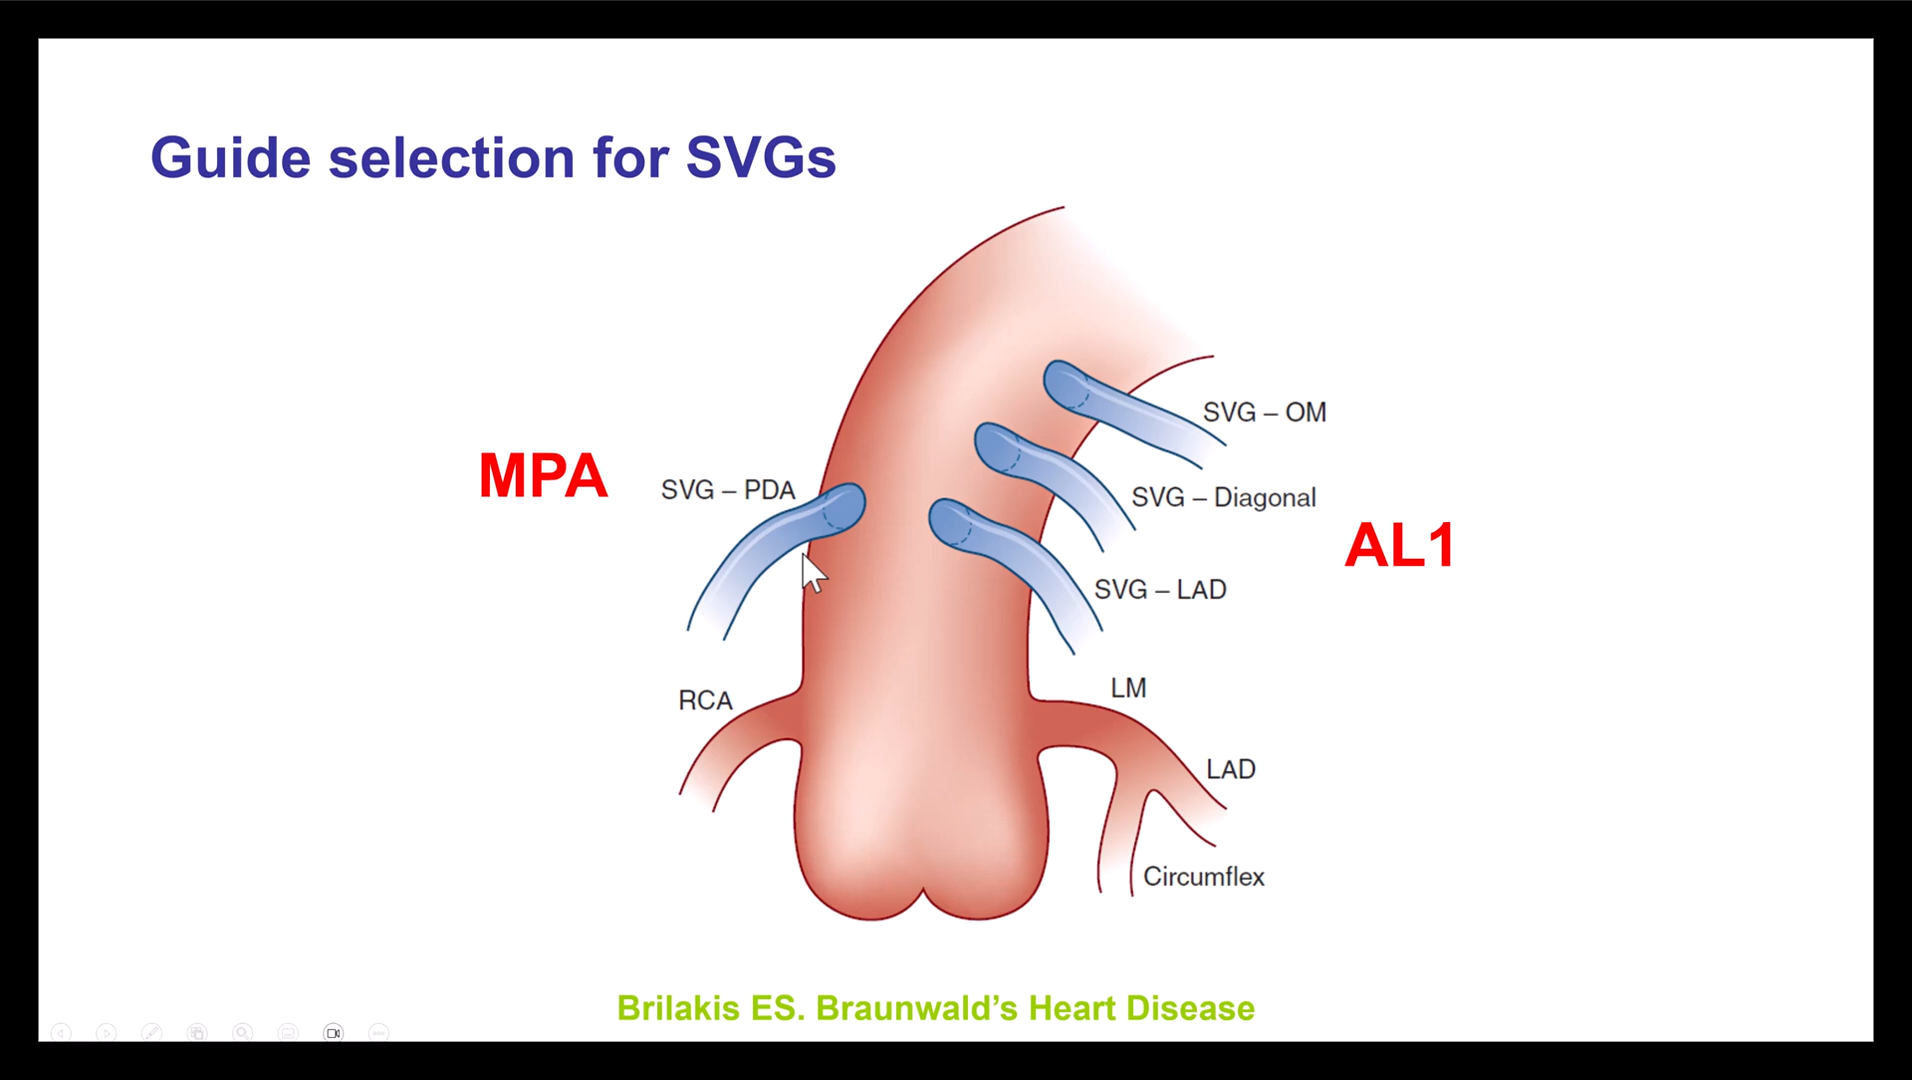 Guide selection for SVGs
SVG – OM
MPA
SVG – PDA
SVG – Diagonal
AL1
SVG – LAD
LM
RCA
LAD
Circumflex
Brilakis ES. Braunwald’s Heart Disease